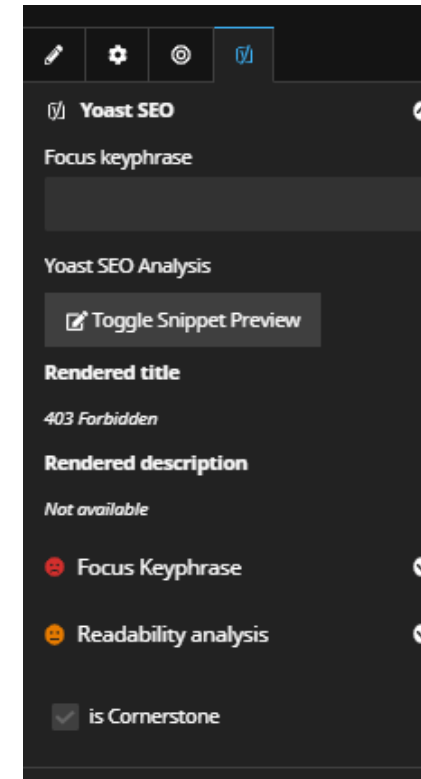 Yoast SEO
Focus keyphrase
Yoast SEO Analysis
Toggle Snippet Preview
Rendered title
403 Forbidden
Rendered description
Not available
Focus Keyphrase
Readability analysis
is Cornerstone